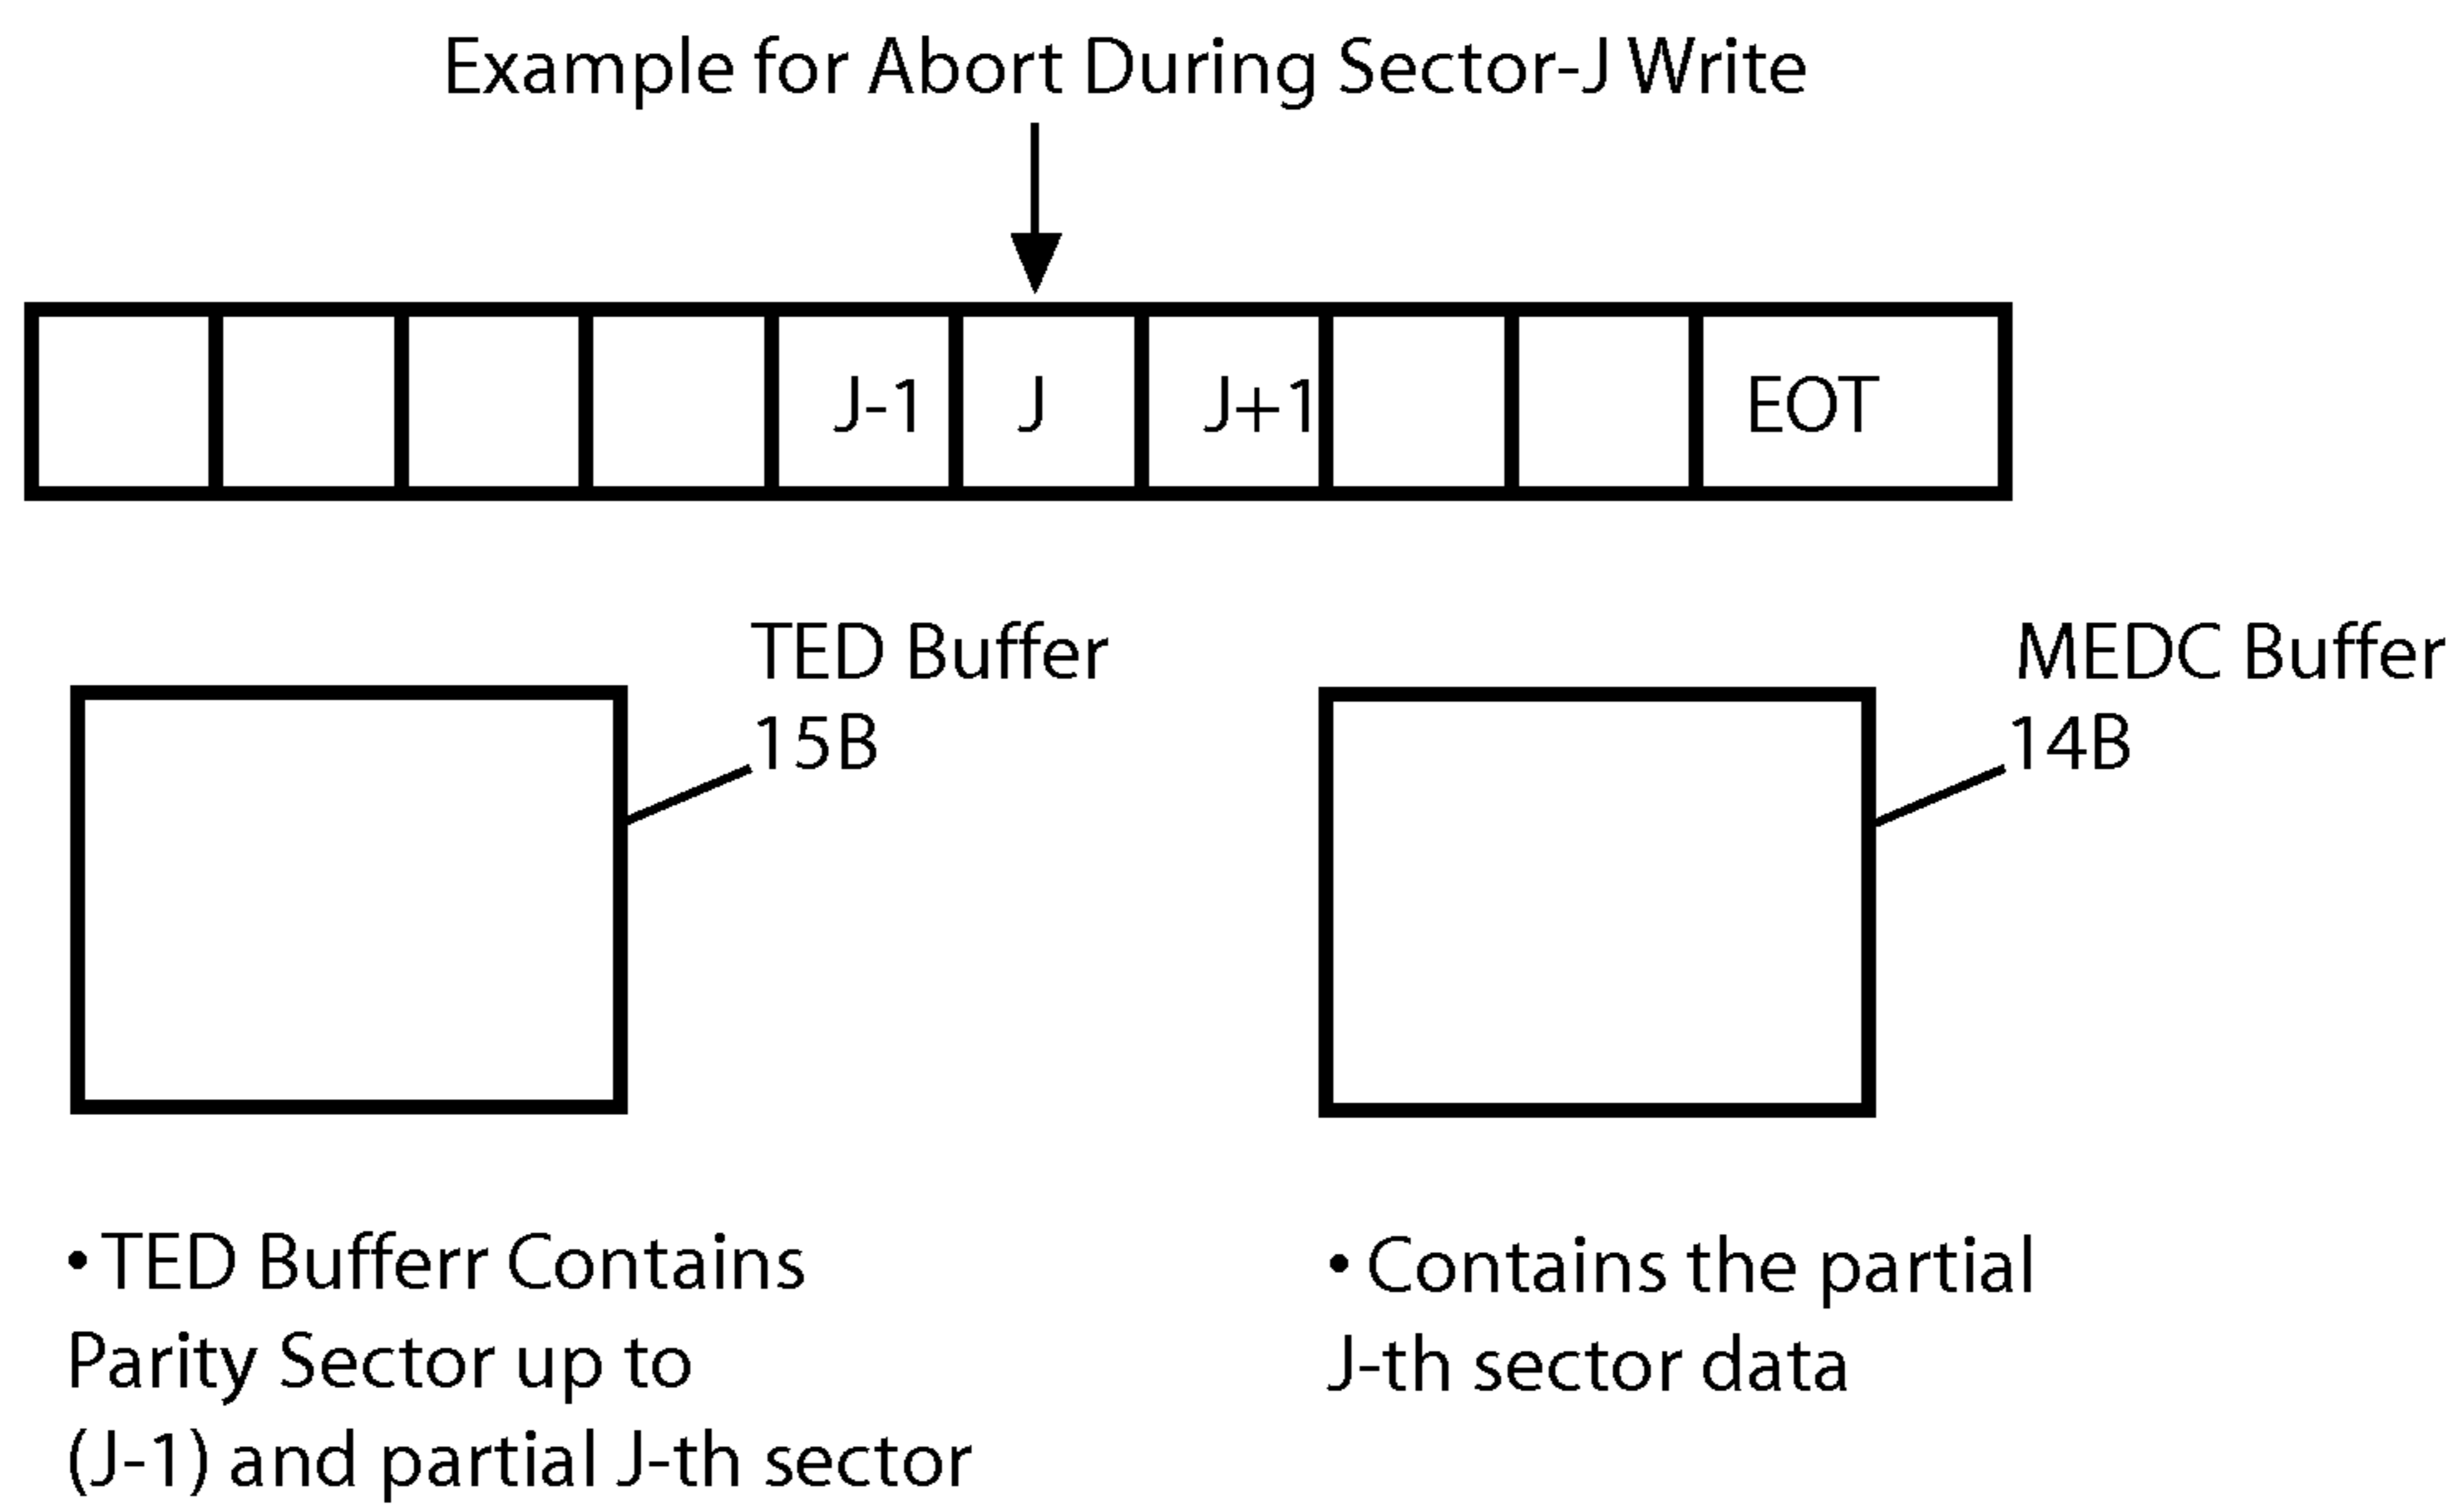 Example for Abort During Sector-J Write
J-1 J J+1 EOT
TED Buffer
15B
MEDC Buffer
14B
• TED Bufferr Contains
Parity Sector up to
(J-1) and partial J-th sector
• Contains the partial
J-th sector data